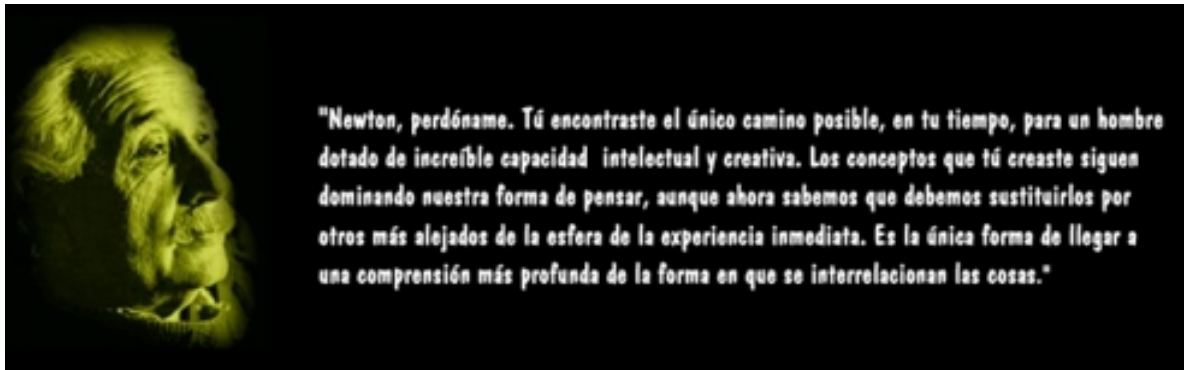 "Newton, perdóname. Tú encontraste el único camino posible, en tu tiempo, para un hombre
dotado de increíble capacidad  intelectual y creativa. Los conceptos que tú creaste siguen
dominando nuestra forma de pensar, aunque ahora sabemos que debemos sustituirlos por
otros más alejados de la esfera de la experiencia inmediata. Es la única forma de llegar a
una comprensión más profunda de la forma en que se interrelacionan las cosas."